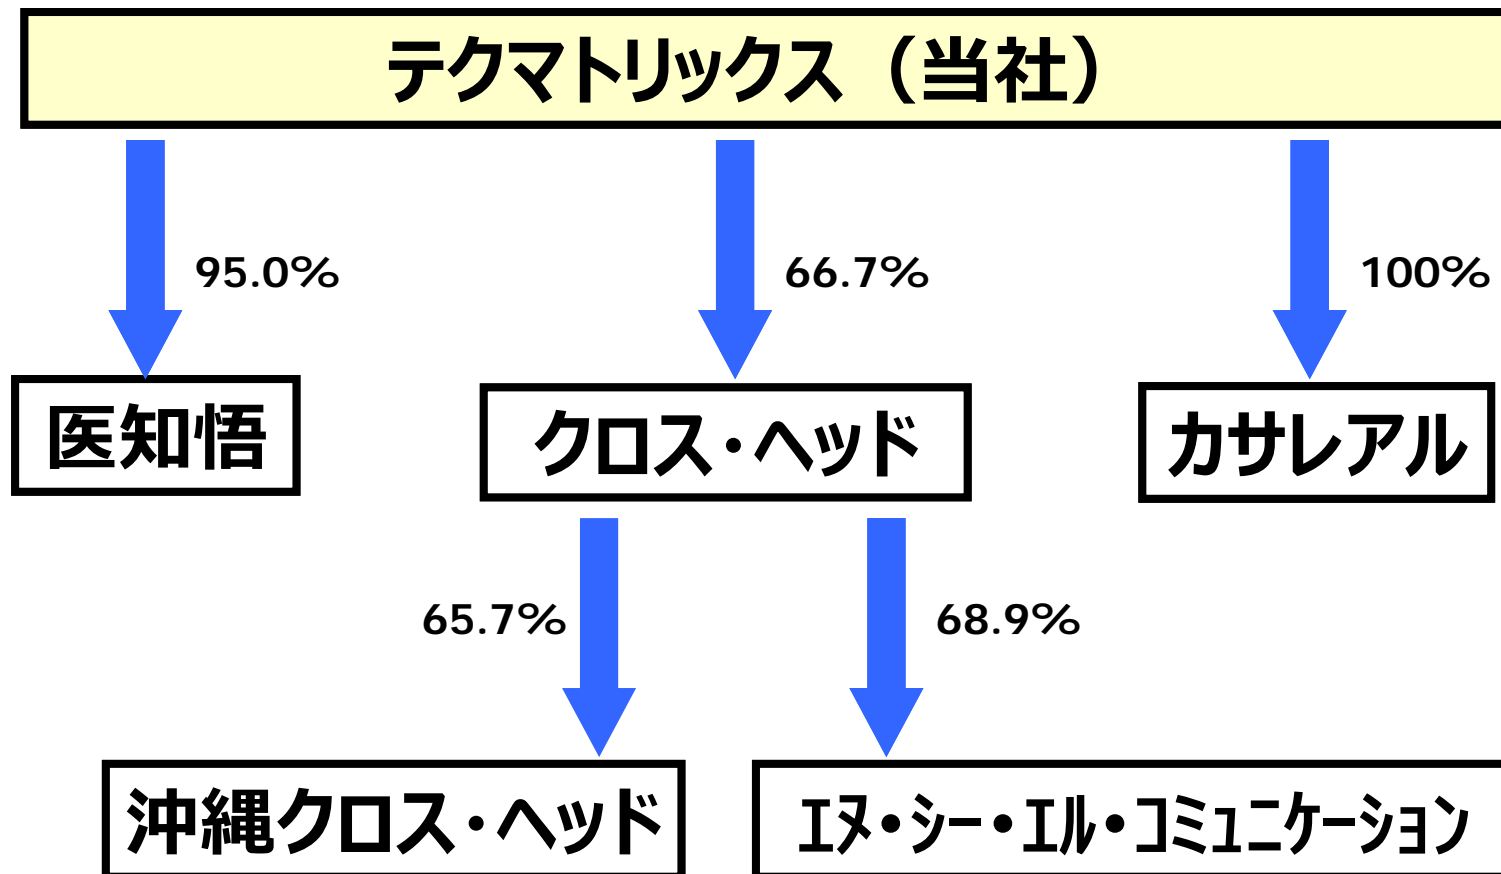 テクマトリックス（当社）
95.0%
66.7%
100%
医知悟
クロス・ヘッド
カサレアル
65.7%
68.9%
沖縄クロス・ヘッド
ｴﾇ・ｼｰ・ｴﾙ・ｺﾐｭﾆｹｰｼｮﾝ